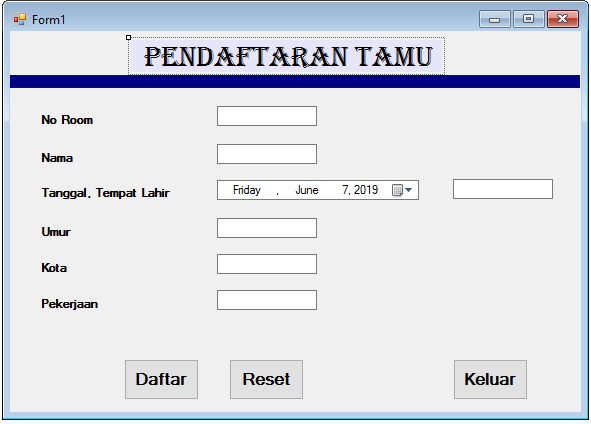 Form1
PENDAFTARAN TAMU
No Room
Nama
Tanggal, Tempat Lahir Friday , June 7, 2019
Umur
Kota
Pekerjaan
Daftar Reset Keluar